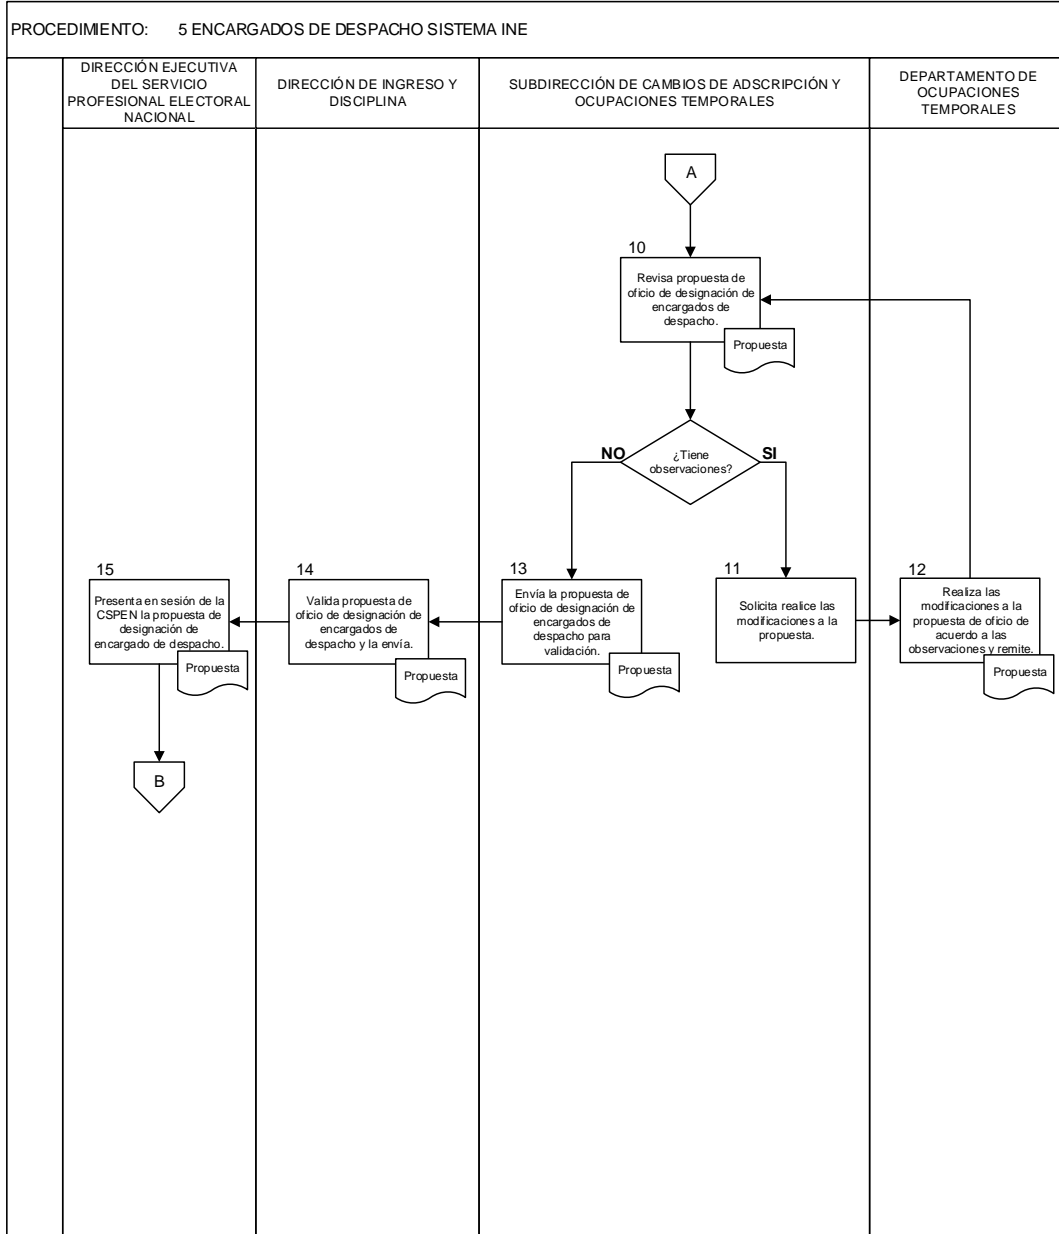 PROCEDIMIENTO: 5 ENCARGADOS DE DESPACHO SISTEMA INE
DIRECCIÓN EJECUTIVA
DEL SERVICIO
PROFESIONAL ELECTORAL
NACIONAL
DIRECCIÓN DE INGRESO Y
DISCIPLINA
SUBDIRECCIÓN DE CAMBIOS DE ADSCRIPCIÓN Y
OCUPACIONES TEMPORALES
DEPARTAMENTO DE
OCUPACIONES
TEMPORALES
A
10
Revisa propuesta de
oficio de designación de
encargados de
despacho.
Propuesta
¿Tiene
observaciones?
NO
SI
15
Presenta en sesión de la
CSPEN la propuesta de
designación de
encargado de despacho.
Propuesta
14
Valida propuesta de
oficio de designación de
encargados de
despacho y la envía.
Propuesta
13
Envía la propuesta de
oficio de designación de
encargados de
despacho para
validación.
Propuesta
11
Solicita realice las
modificaciones a la
propuesta.
12
Realiza las
modificaciones a la
propuesta de oficio de
acuerdo a las
observaciones y remite.
Propuesta
B